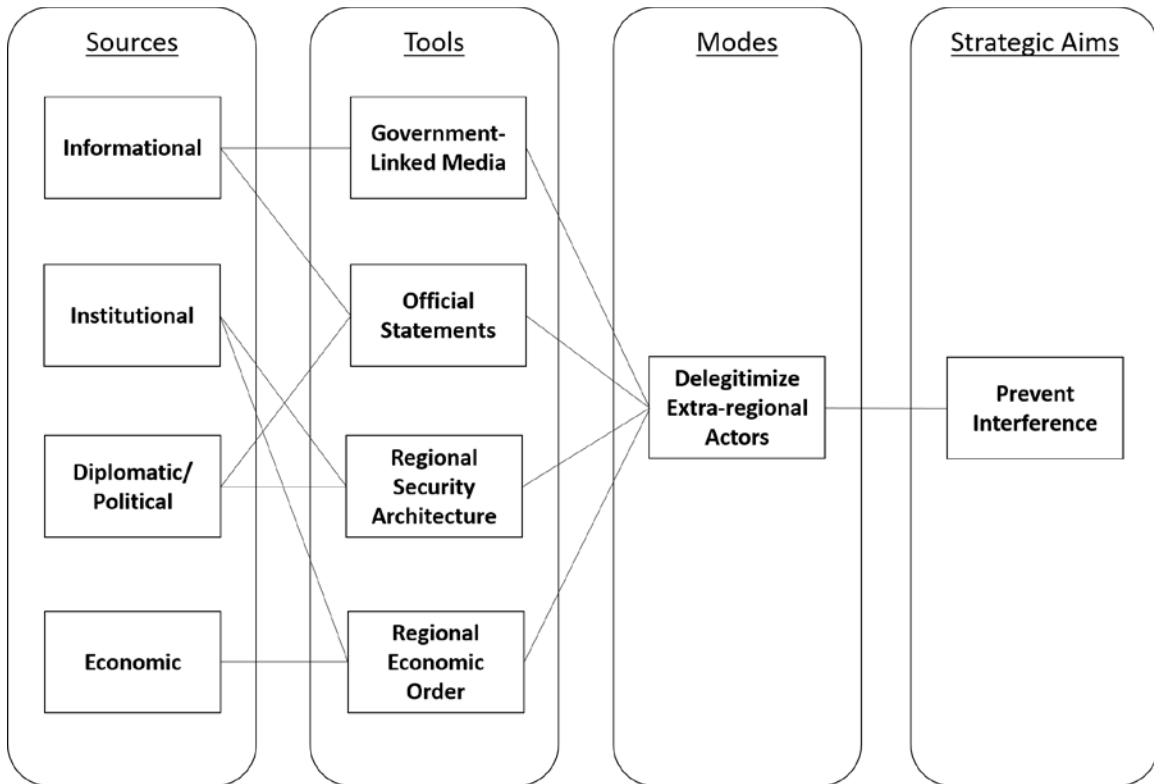 Sources
Informational
Institutional
Diplomatic/
Political
Economic
Tools
Government-
Linked Media
Official
Statements
Regional
Security
Architecture
Regional
Economic
Order
Modes
Delegitimize
Extra-regional
Actors
Strategic Aims
Prevent
Interference